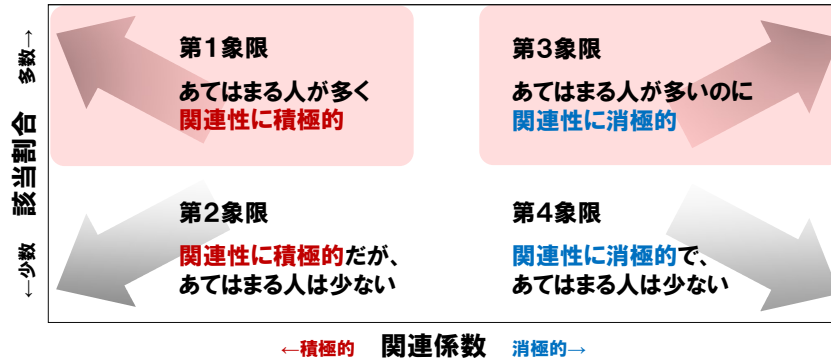 第1象限
あてはまる人が多く
関連性に積極的
第3象限
あてはまる人が多いのに
関連性に消極的
第2象限
関連性に積極的だが、
あてはまる人は少ない
第4象限
関連性に消極的で、
あてはまる人は少ない
←少数 該当割合 多数→
←積極的 関連係数 消極的→